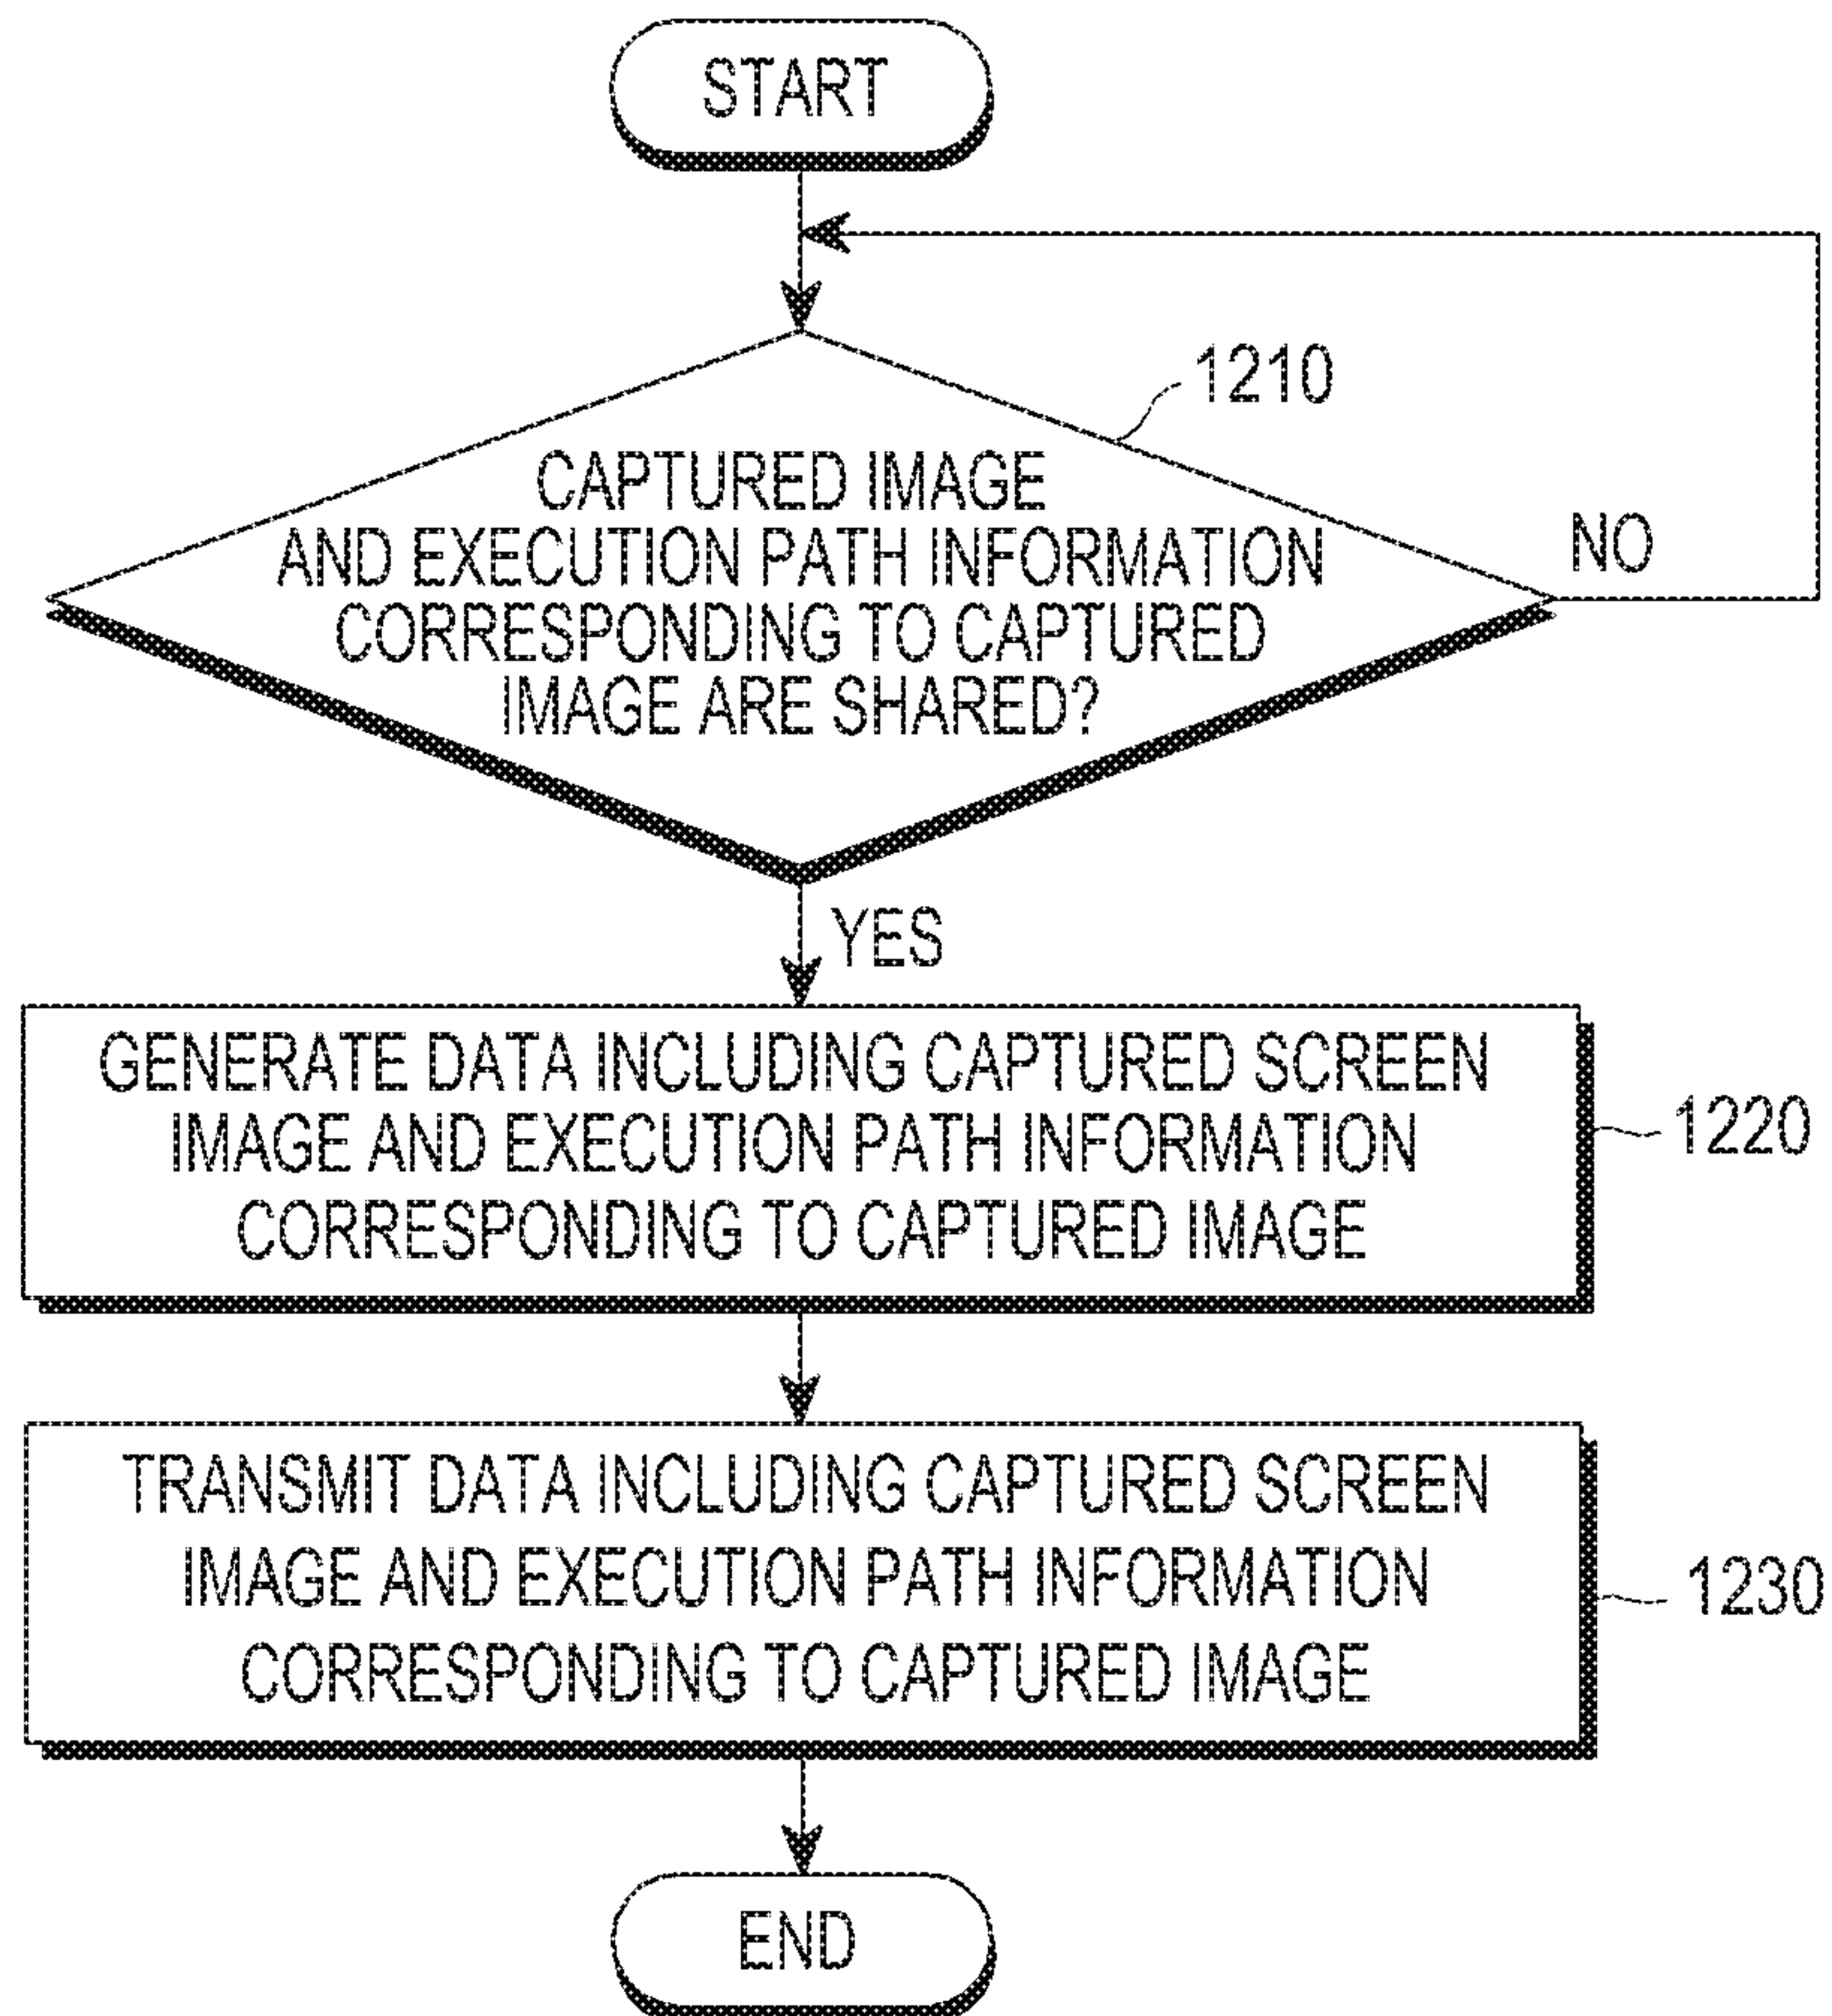 START
1210
CAPTURED IMAGE
AND EXECUTION PATH INFORMATION
CORRESPONDING TO CAPTURED
IMAGE ARE SHARED?
NO
YES
GENERATE DATA INCLUDING CAPTURED SCREEN
IMAGE AND EXECUTION PATH INFORMATION
CORRESPONDING TO CAPTURED IMAGE
1220
TRANSMIT DATA INCLUDING CAPTURED SCREEN
IMAGE AND EXECUTION PATH INFORMATION
CORRESPONDING TO CAPTURED IMAGE
1230
END